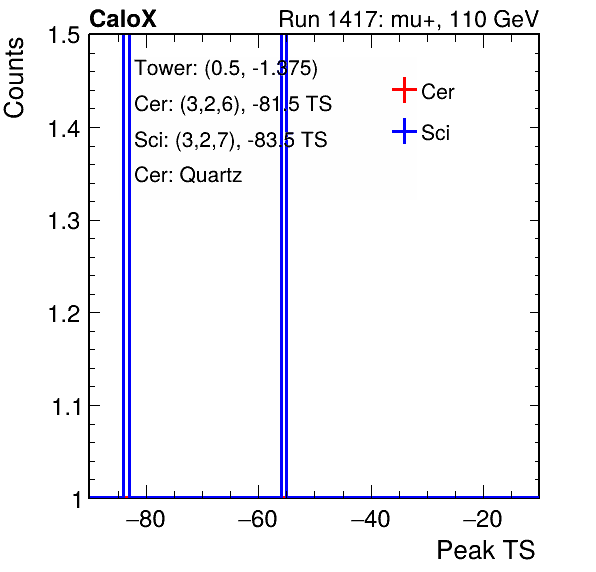 CaloX Run 1417: mu+, 110 GeV
Counts
1.5
1.4
1.3
1.2
1.1
1
Tower: (0.5, -1.375)
Cer: (3,2,6), -81.5 TS
Sci: (3,2,7), -83.5 TS
Cer: Quartz
Cer
Sci
−80 −60 −40 −20
Peak TS